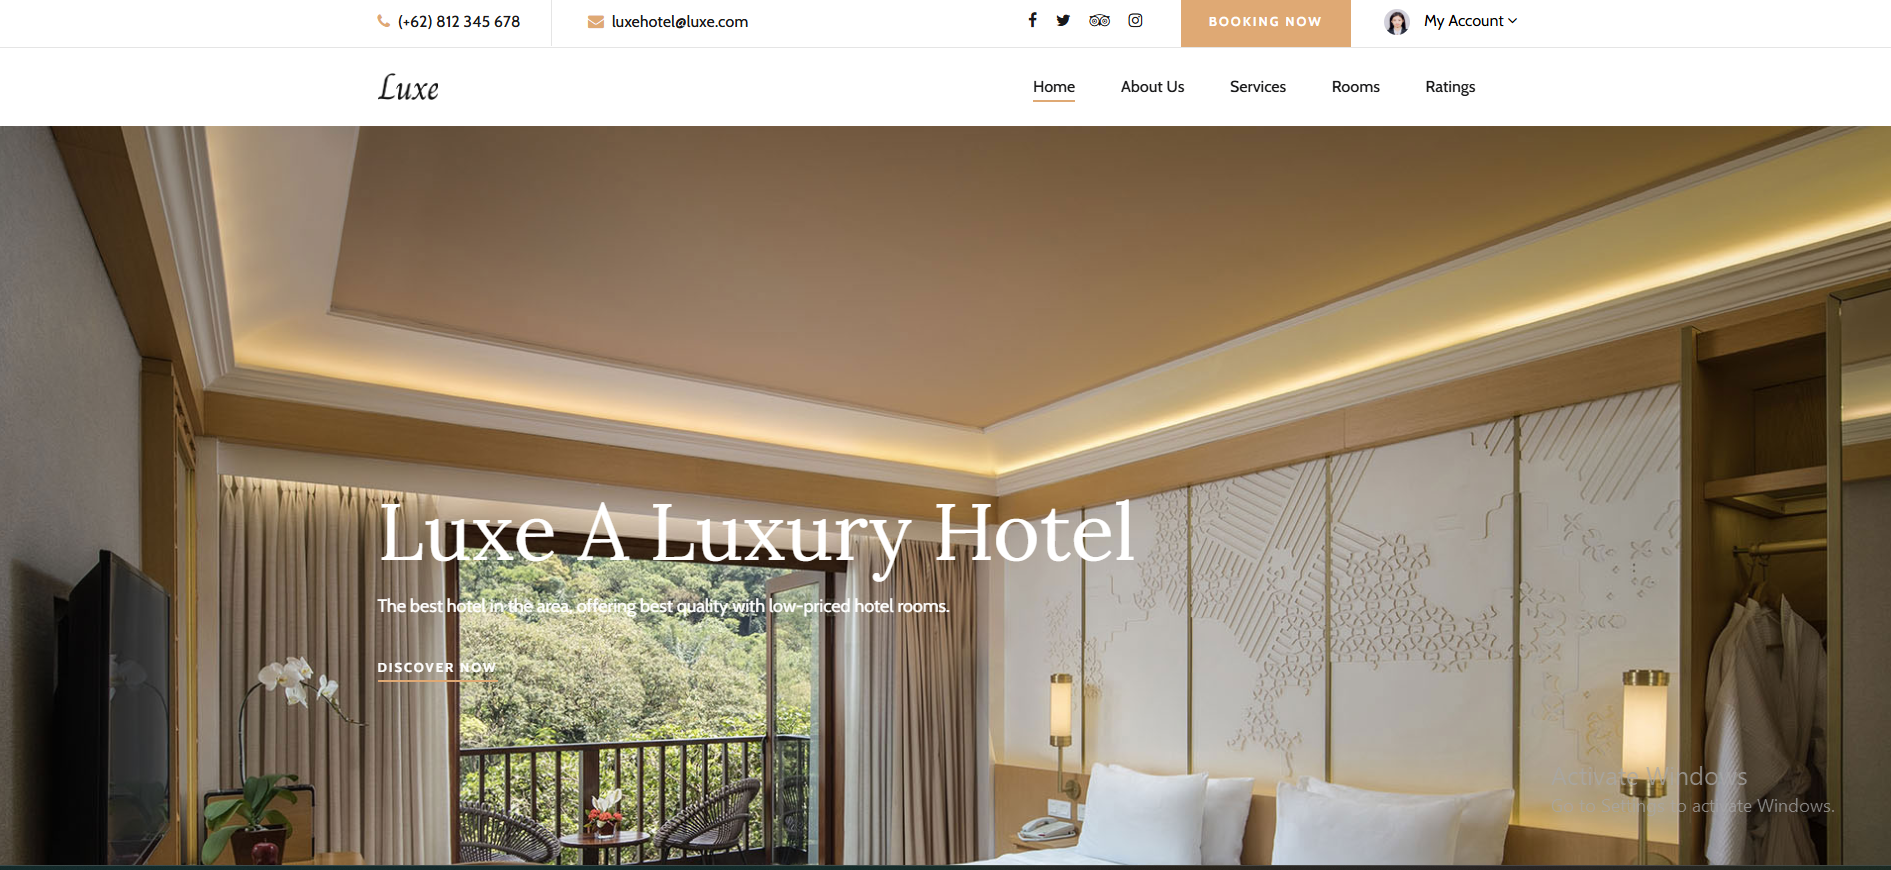 (+62) 812 345 678
luxehotel@luxe.com
BOOKING NOW
My Account
Luxe
Home
About Us
Services
Rooms
Ratings
Luxe A Luxury Hotel
The best hotel in the area, offering best quality with low-priced hotel rooms.
DISCOVER NOW
Activate Windows
Go to Settings to activate Windows.